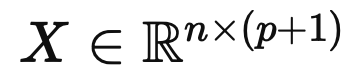 X ∈ ℝ^{n×(p+1)}